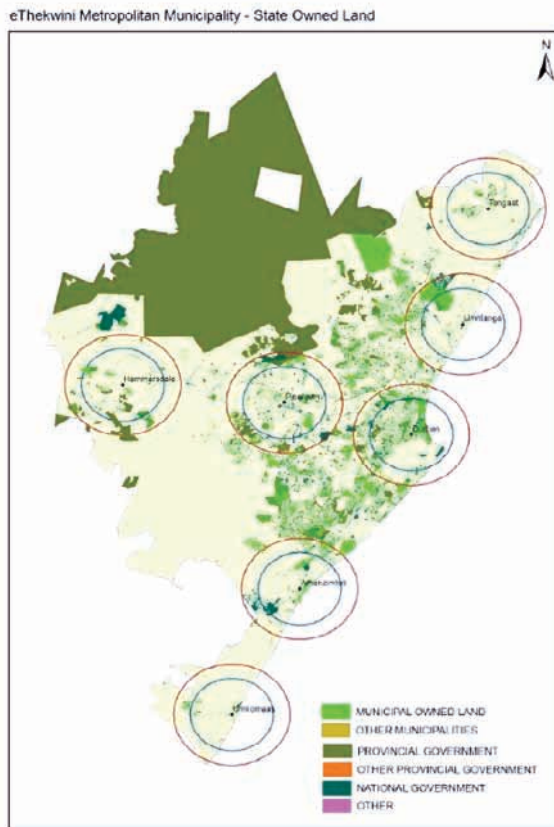 eThekwini Metropolitan Municipality - State Owned Land
N
Tongaat
Umhlanga
Hammarsdale
Pinetown
Durban
Amanzimtoti
Umkomaas
MUNICIPAL OWNED LAND
OTHER MUNICIPALITIES
PROVINCIAL GOVERNMENT
OTHER PROVINCIAL GOVERNMENT
NATIONAL GOVERNMENT
OTHER